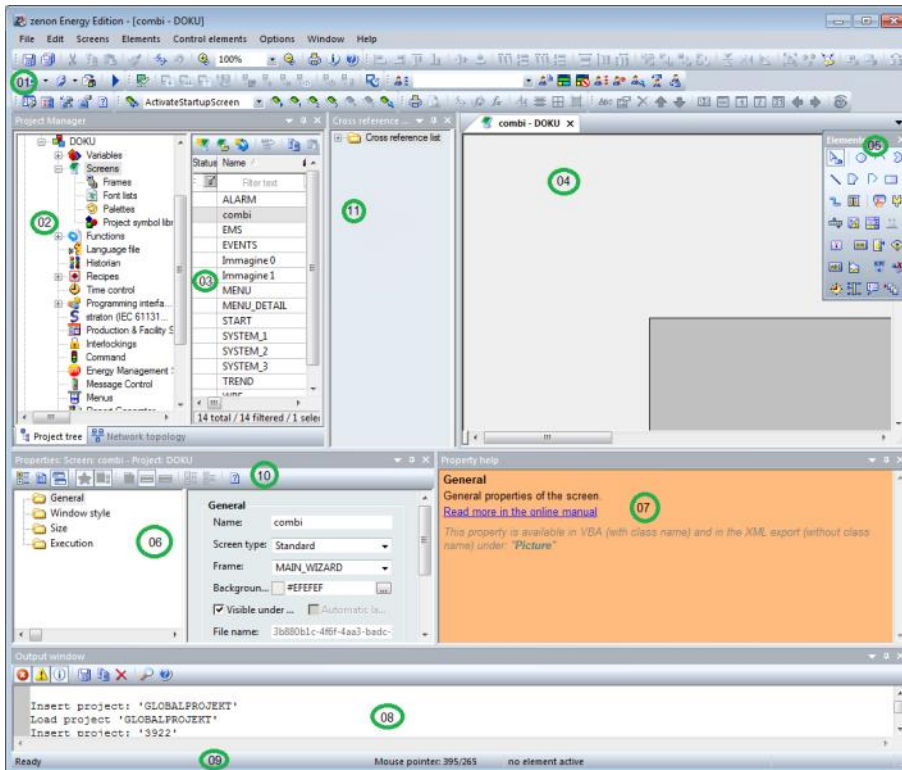 zenon Energy Edition - [combi - DOKU]
File Edit Screens Elements Control elements Options Window Help
100%
01
ActivateStartupScreen
Project Manager
Cross reference ...
combi - DOKU
Elements
DOKU
Variables
Screens
Frames
Font lists
Palettes
Project symbol libr
Functions
Language file
Historian
Recipes
Time control
Programming interfa...
straton (IEC 61131...
Production & Facility S
Interlockings
Command
Energy Management S
Message Control
Menus
02
Project tree
Network topology
Status Name
Filter text
ALARM
combi
EMS
EVENTS
Immagine 0
Immagine 1
MENU
MENU_DETAIL
START
SYSTEM_1
SYSTEM_2
SYSTEM_3
TREND
03
14 total / 14 filtered / 1 selec
Cross reference list
11
04
05
Properties: Screen: combi - Project: DOKU
10
General
Window style
Size
Execution
06
General
Name: combi
Screen type: Standard
Frame: MAIN_WIZARD
Backgroun... #EFEFEF
Visible under ... Automatic la...
File name: 3b880b1c-4f6f-4aa3-badc-
Property help
General
General properties of the screen.
Read more in the online manual
07
This property is available in VBA (with class name) and in the XML export (without class
name) under: "Picture"
Output window
Insert project: 'GLOBALPROJEKT'
Load project 'GLOBALPROJEKT'
Insert project: '3922'
08
Ready
09
Mouse pointer: 395/265
no element active